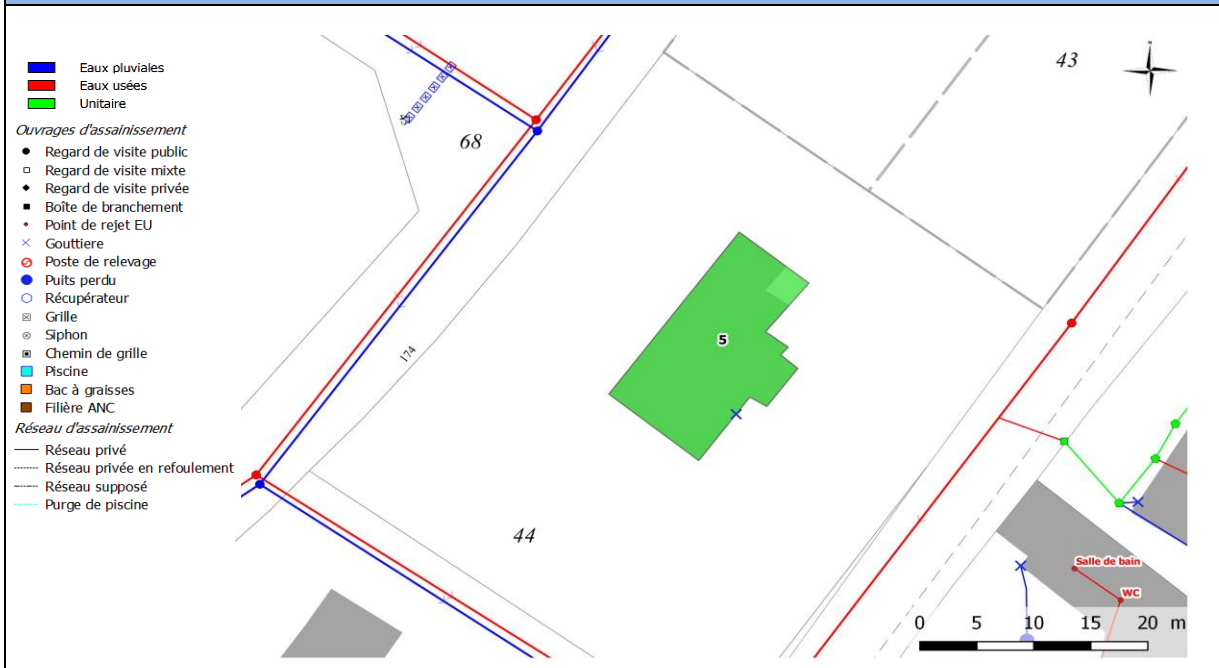 Eaux pluviales
Eaux usées
Unitaire
Ouvrages d'assainissement
Regard de visite public
Regard de visite mixte
Regard de visite privée
Boîte de branchement
Point de rejet EU
Gouttiere
Poste de relevage
Puits perdu
Récupérateur
Grille
Siphon
Chemin de grille
Piscine
Bac à graisses
Filière ANC
Réseau d'assainissement
Réseau privé
Réseau privée en refoulement
Réseau supposé
Purge de piscine
43
68
5
174
44
Salle de bain
WC
0 5 10 15 20 m